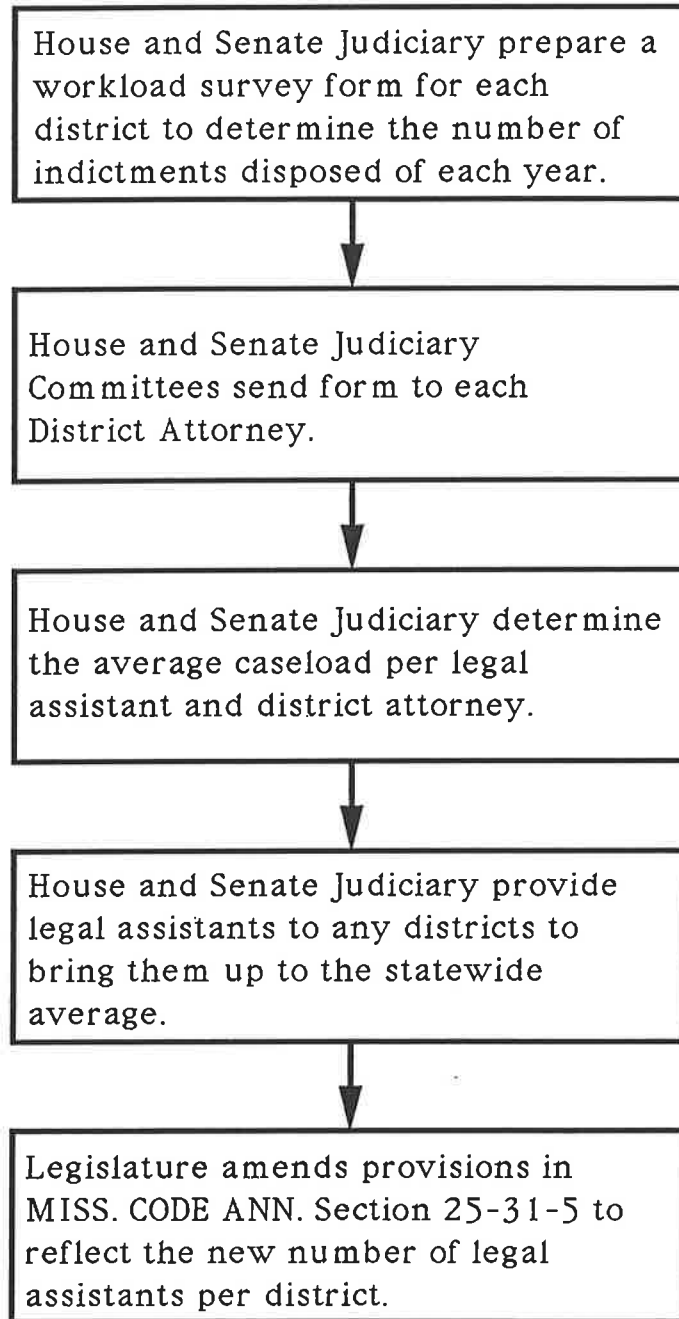 House and Senate Judiciary prepare a
workload survey form for each
district to determine the number of
indictments disposed of each year.
House and Senate Judiciary
Committees send form to each
District Attorney.
House and Senate Judiciary determine
the average caseload per legal
assistant and district attorney.
House and Senate Judiciary provide
legal assistants to any districts to
bring them up to the statewide
average.
Legislature amends provisions in
MISS. CODE ANN. Section 25-31-5 to
reflect the new number of legal
assistants per district.